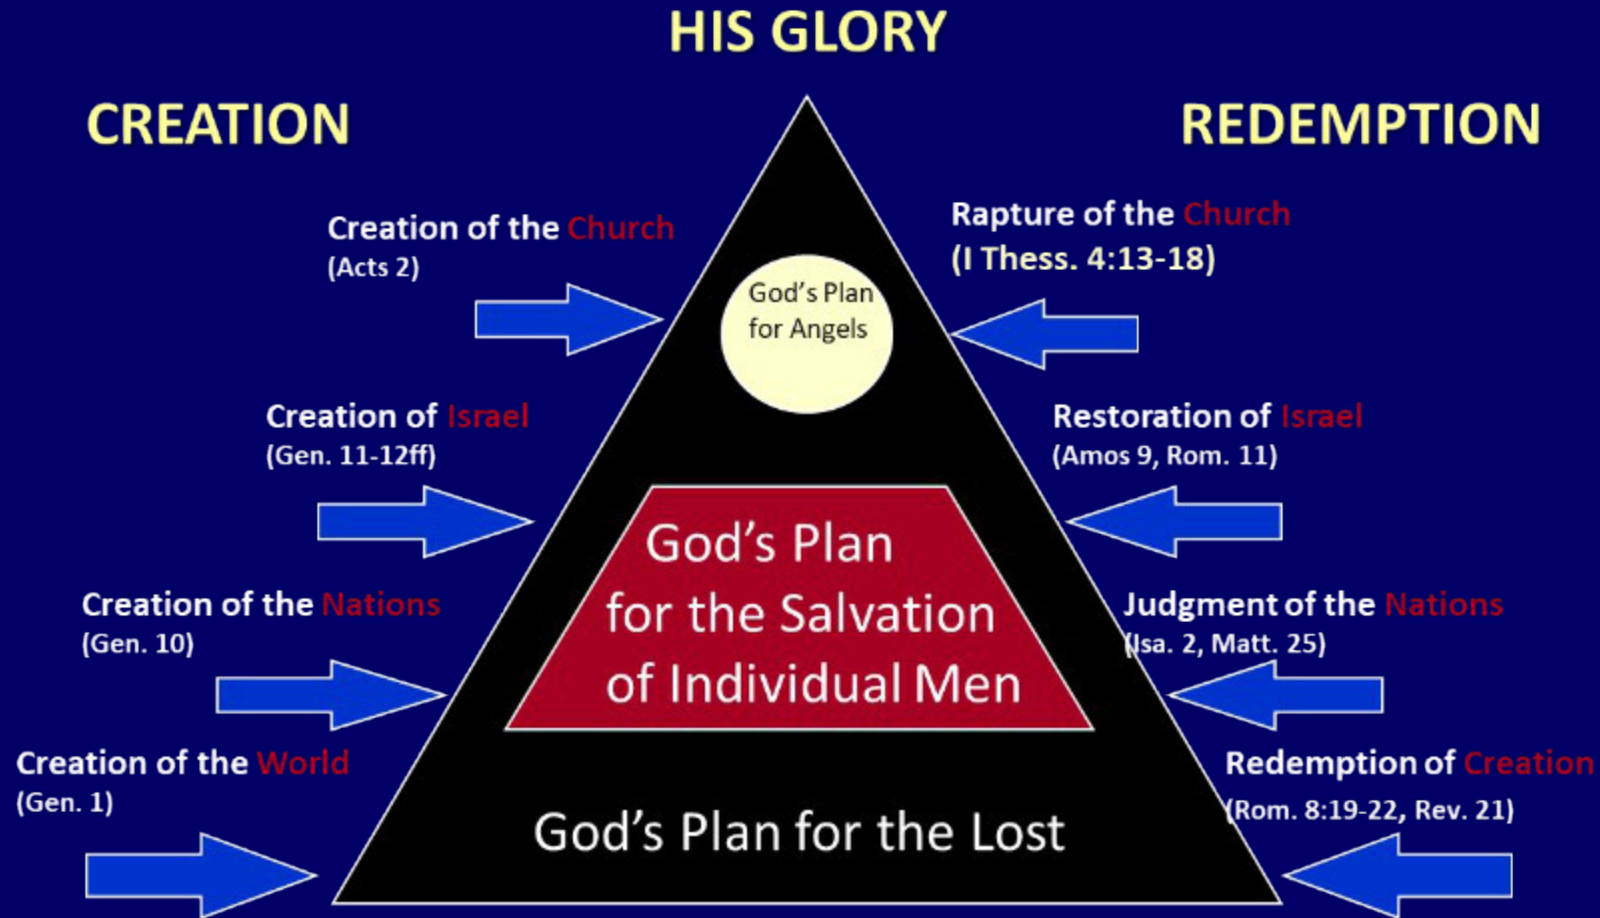 HIS GLORY
CREATION
REDEMPTION
Creation of the Church
(Acts 2)
Rapture of the Church
(I Thess. 4:13-18)
God's Plan
for Angels
Creation of Israel
(Gen. 11-12ff)
Restoration of Israel
(Amos 9, Rom. 11)
God's Plan
for the Salvation
of Individual Men
Creation of the Nations
(Gen. 10)
Judgment of the Nations
(Isa. 2, Matt. 25)
Creation of the World
(Gen. 1)
Redemption of Creation
(Rom. 8:19-22, Rev. 21)
God's Plan for the Lost